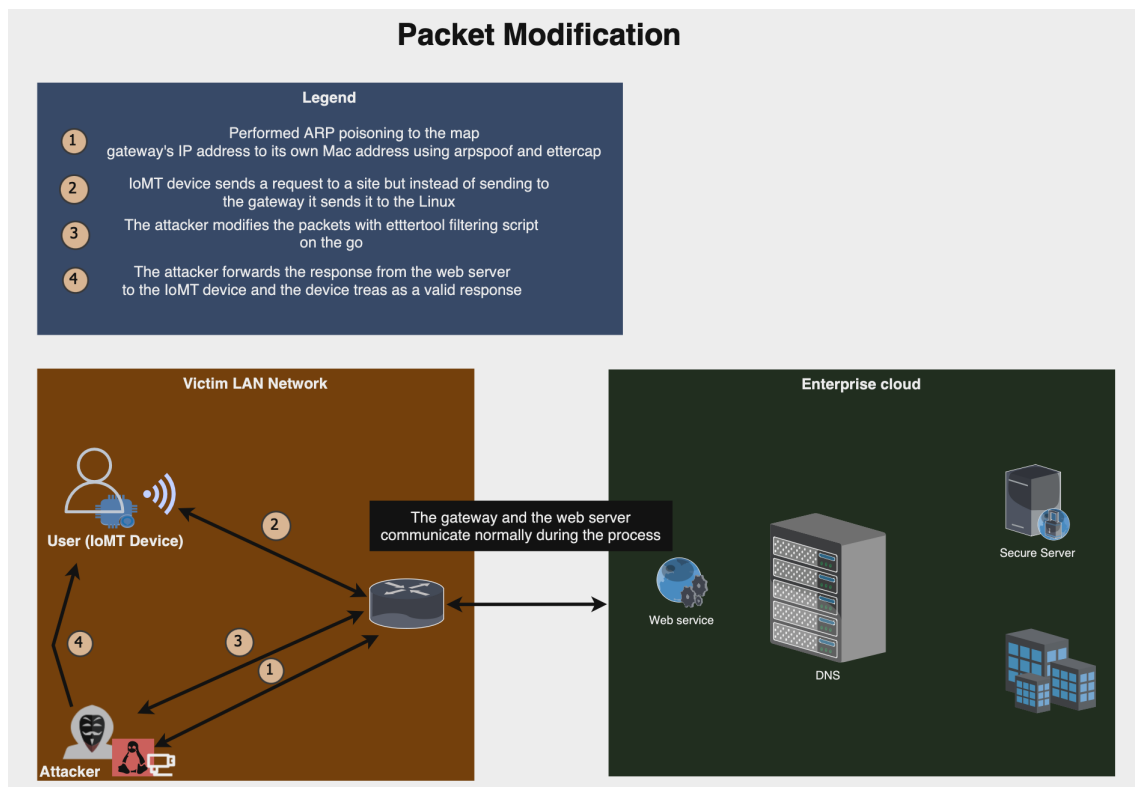 Packet Modification
Legend
1
Performed ARP poisoning to the map
gateway's IP address to its own Mac address using arpspoof and ettercap
2
IoMT device sends a request to a site but instead of sending to
the gateway it sends it to the Linux
3
The attacker modifies the packets with etttertool filtering script
on the go
4
The attacker forwards the response from the web server
to the IoMT device and the device treas as a valid response
Victim LAN Network
User (IoMT Device)
2
4
3
1
Attacker
The gateway and the web server
communicate normally during the process
Enterprise cloud
Secure Server
Web service
DNS